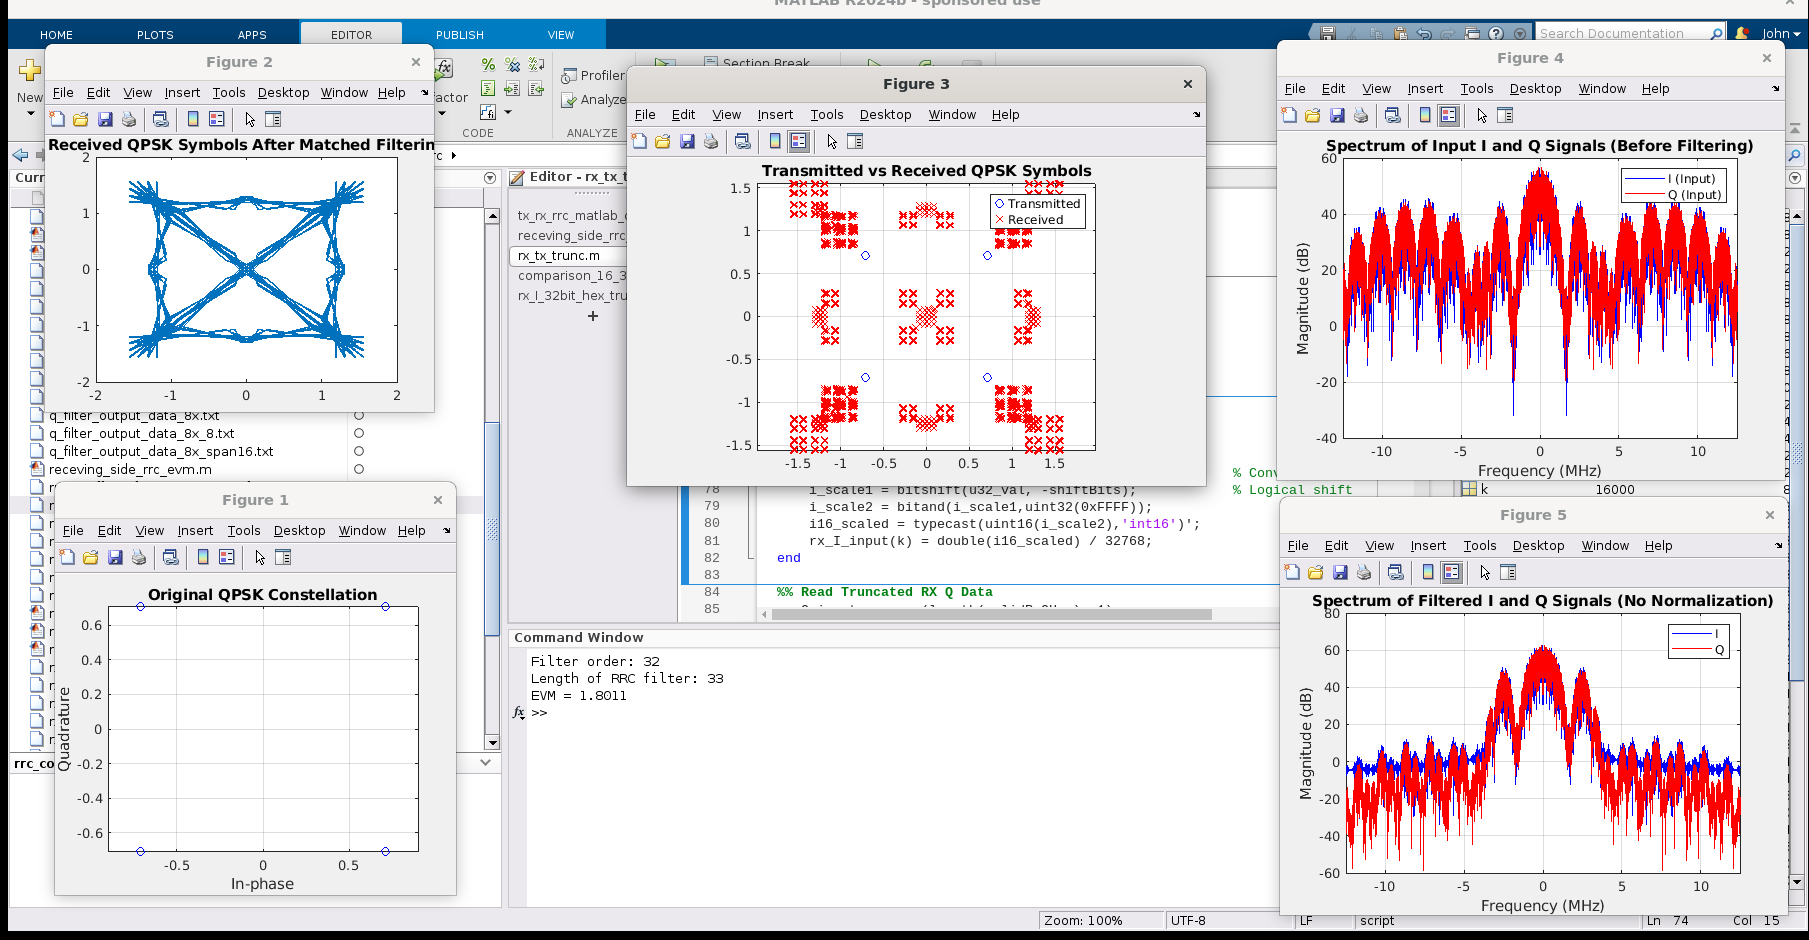 MATLAB R2024b - sponsored use
HOME PLOTS APPS EDITOR PUBLISH VIEW
Search Documentation
John
New
Profiler
Section Break
Analyze
CODE
ANALYZE
Figure 2
File Edit View Insert Tools Desktop Window Help
Received QPSK Symbols After Matched Filterin
2
1
0
-1
-2
-2 -1 0 1 2
q_filter_output_data_8x.txt
q_filter_output_data_8x_8.txt
q_filter_output_data_8x_span16.txt
receving_side_rrc_evm.m
Figure 1
File Edit View Insert Tools Desktop Window Help
Original QPSK Constellation
0.6
0.4
0.2
0
-0.2
-0.4
-0.6
Quadrature
-0.5 0 0.5
In-phase
rrc_co
Editor - rx_tx_t
tx_rx_rrc_matlab_
receving_side_rrc
rx_tx_trunc.m
comparison_16_3
rx_I_32bit_hex_tru
Figure 3
File Edit View Insert Tools Desktop Window Help
Transmitted vs Received QPSK Symbols
Transmitted
Received
1.5
1
0.5
0
-0.5
-1
-1.5
-1.5 -1 -0.5 0 0.5 1 1.5
% Conv
78 i_scale1 = bitshift(u32_val, -shiftBits); % Logical shift
79 i_scale2 = bitand(i_scale1,uint32(0xFFFF));
80 i16_scaled = typecast(uint16(i_scale2),'int16')';
81 rx_I_input(k) = double(i16_scaled) / 32768;
82 end
83
84 %% Read Truncated RX Q Data
85
Command Window
Filter order: 32
Length of RRC filter: 33
EVM = 1.8011
fx >>
Figure 4
File Edit View Insert Tools Desktop Window Help
Spectrum of Input I and Q Signals (Before Filtering)
I (Input)
Q (Input)
60
40
20
0
-20
-40
Magnitude (dB)
-10 -5 0 5 10
Frequency (MHz)
k 16000
Figure 5
File Edit View Insert Tools Desktop Window Help
Spectrum of Filtered I and Q Signals (No Normalization)
I
Q
80
60
40
20
0
-20
-40
-60
Magnitude (dB)
-10 -5 0 5 10
Frequency (MHz)
Zoom: 100% UTF-8 LF script Ln 74 Col 15